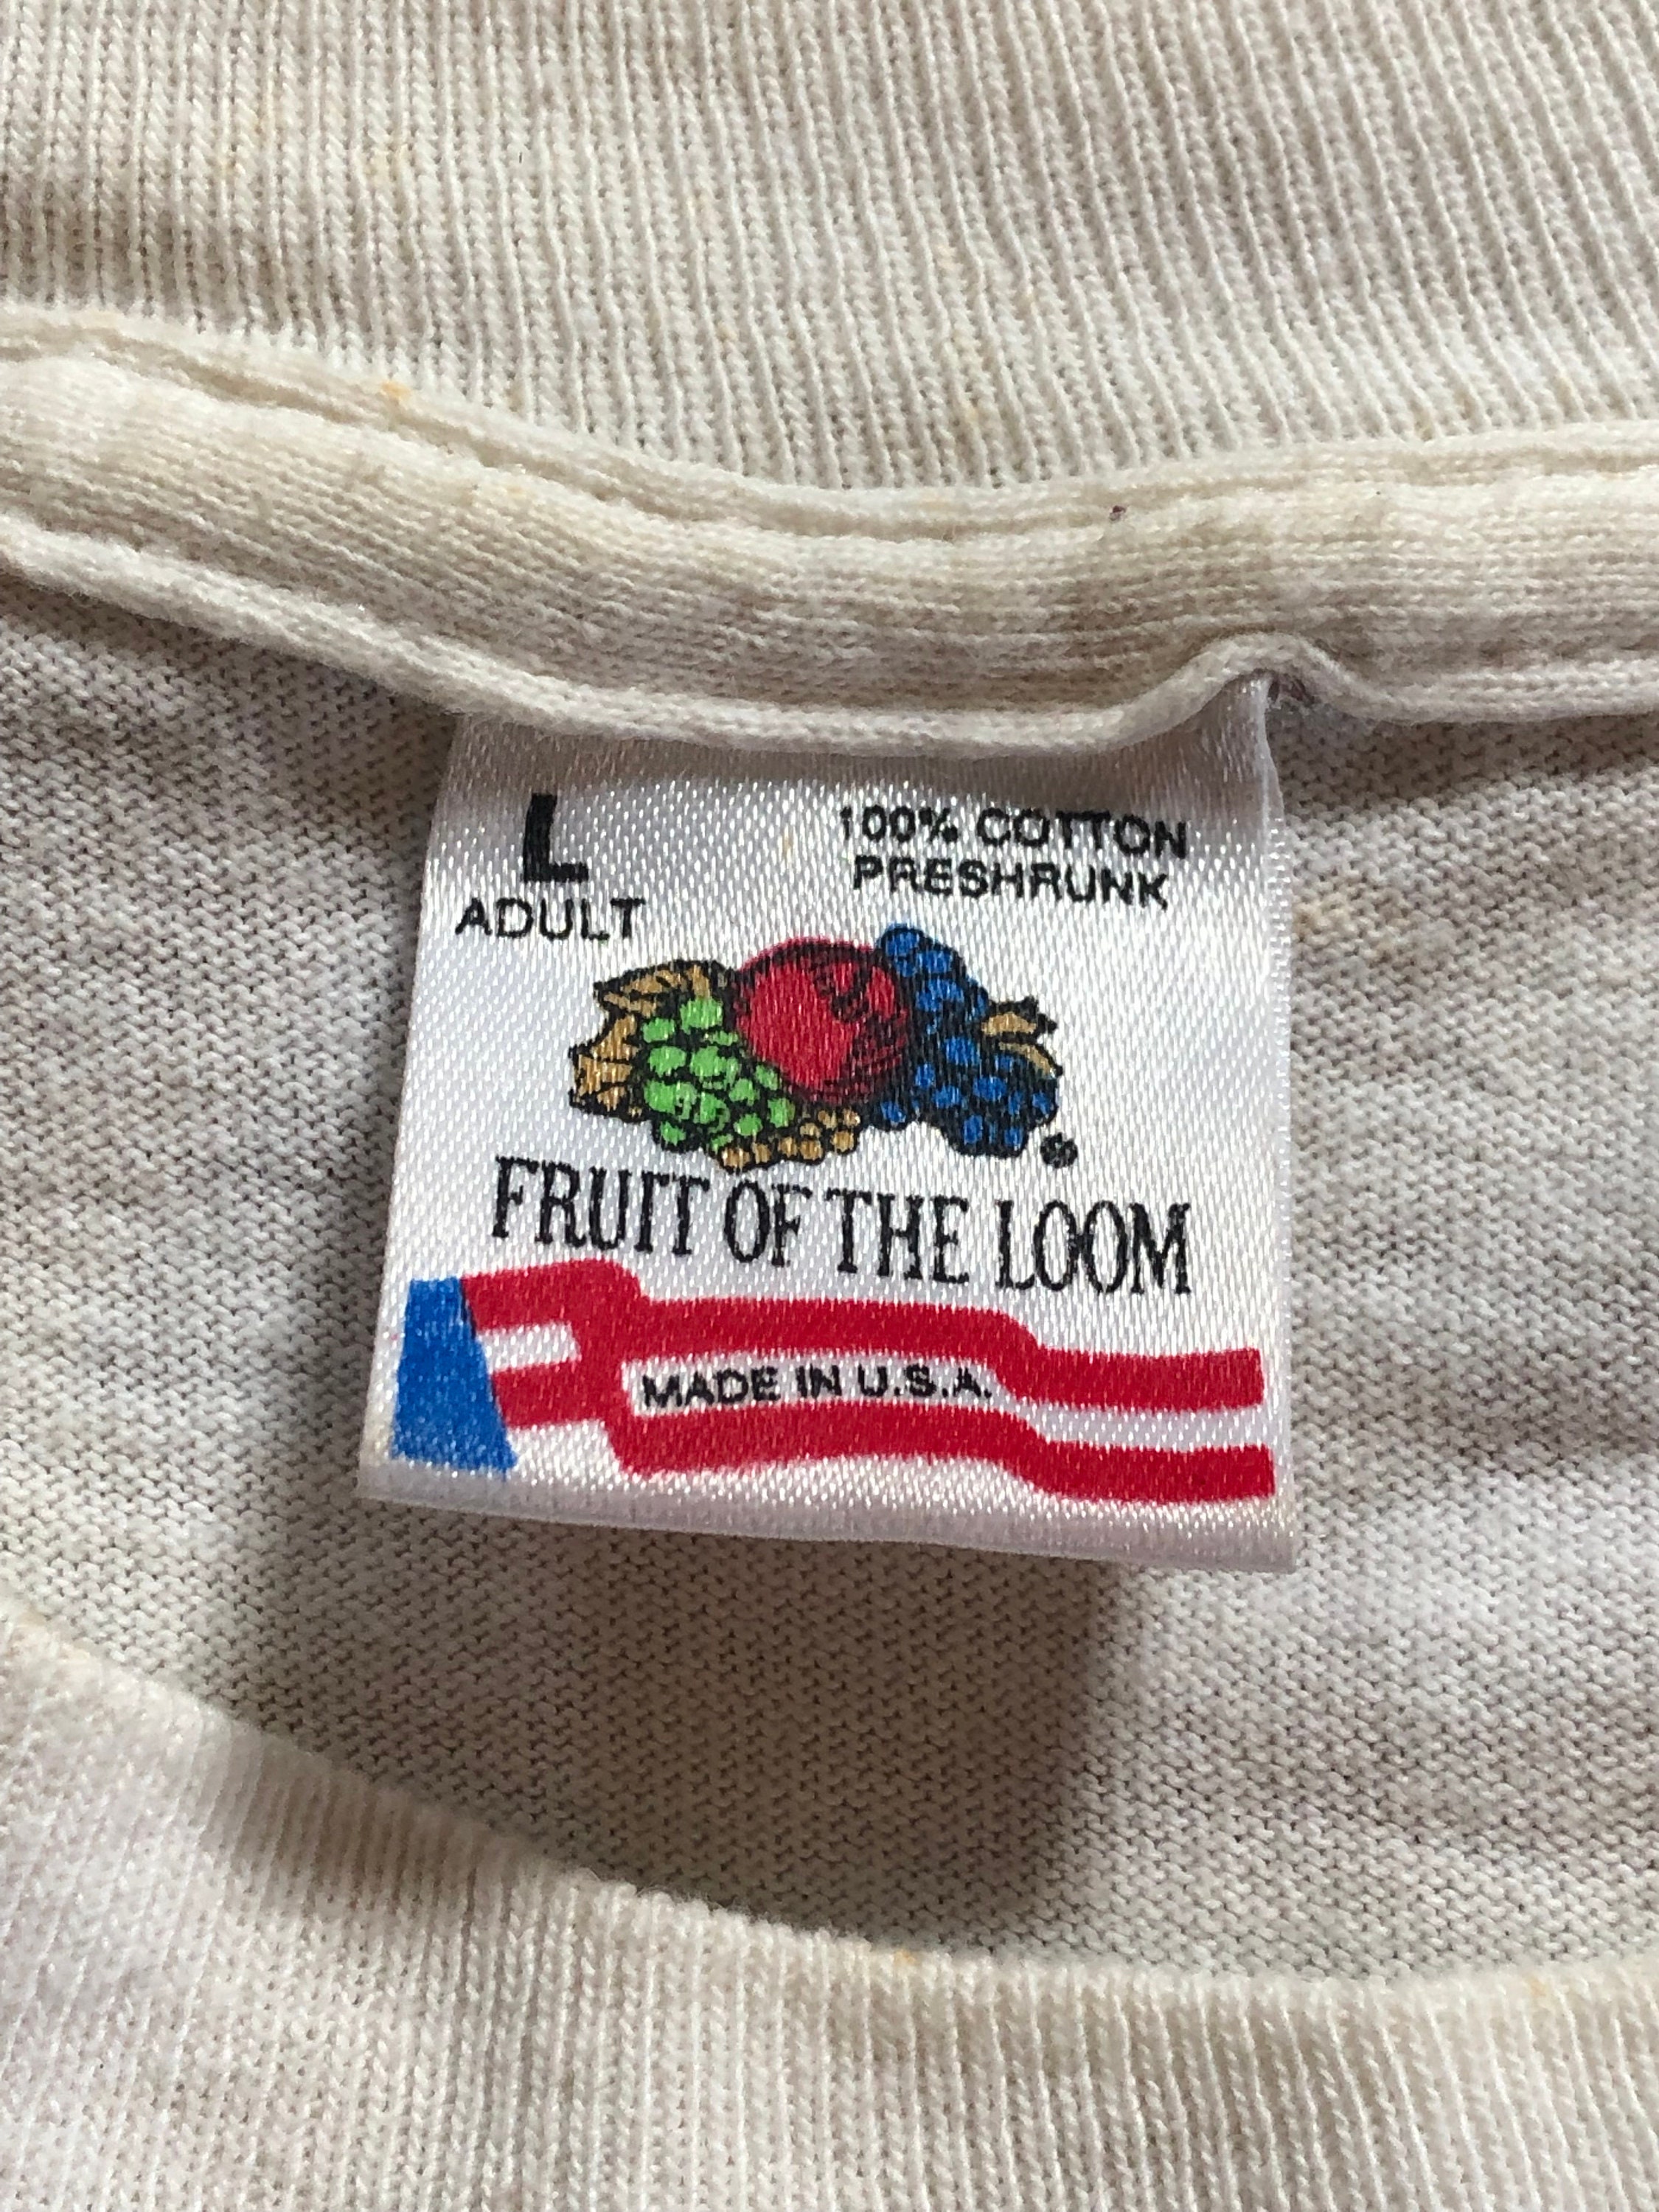 L
ADULT
100% COTTON
PRESHRUNK
FRUIT OF THE LOOM
MADE IN U.S.A.